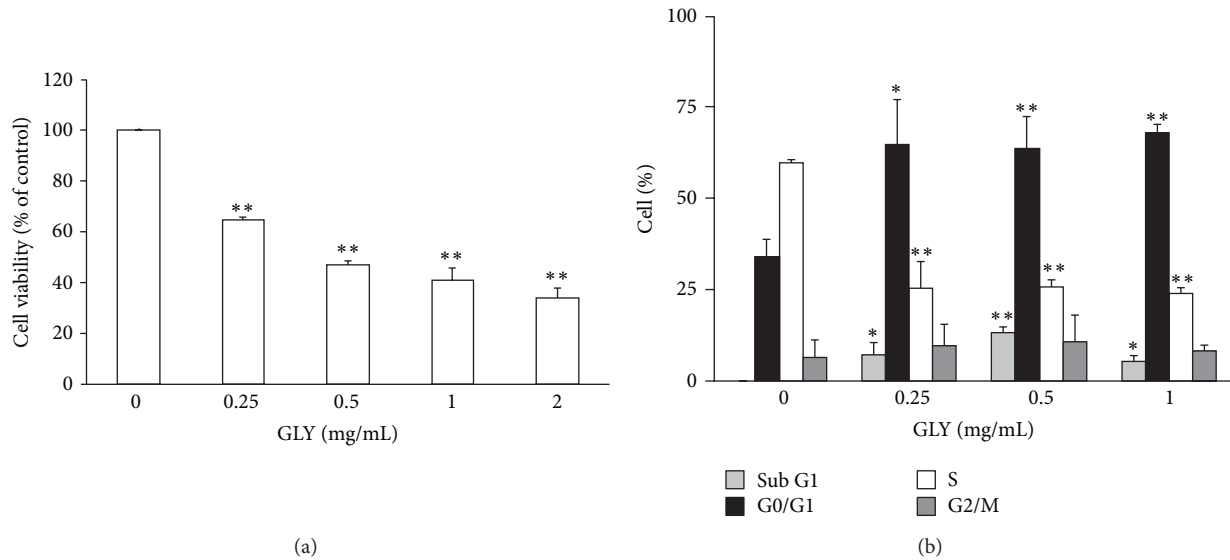 120
100
80
60
40
20
0
Cell viability (% of control)
**
**
**
**
0 0.25 0.5 1 2
GLY (mg/mL)
(a)
100
75
50
25
0
Cell (%)
*
*
**
**
**
**
*
**
**
0 0.25 0.5 1
GLY (mg/mL)
Sub G1
G0/G1
S
G2/M
(b)